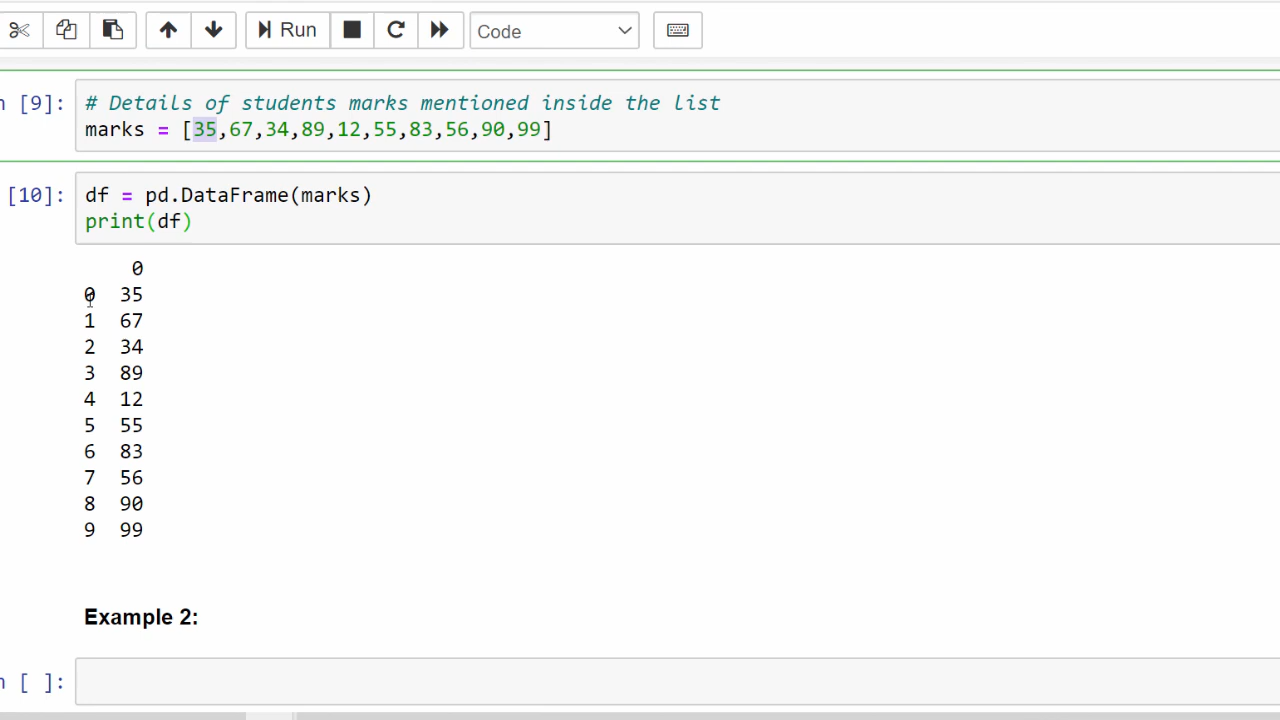 Run
Code
n [9]:
# Details of students marks mentioned inside the list
marks = [35,67,34,89,12,55,83,56,90,99]
[10]:
df = pd.DataFrame(marks)
print(df)
0
0 35
1 67
2 34
3 89
4 12
5 55
6 83
7 56
8 90
9 99
Example 2:
n [ ]: